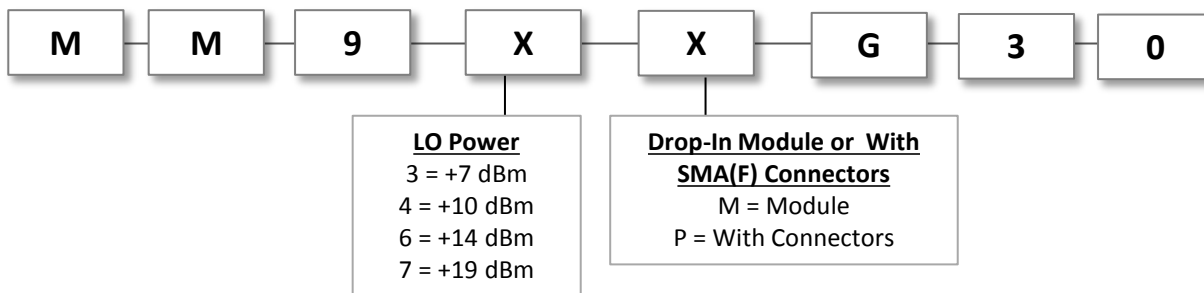 M M 9 X X G 3 0
LO Power
3 = +7 dBm
4 = +10 dBm
6 = +14 dBm
7 = +19 dBm
Drop-In Module or With
SMA(F) Connectors
M = Module
P = With Connectors